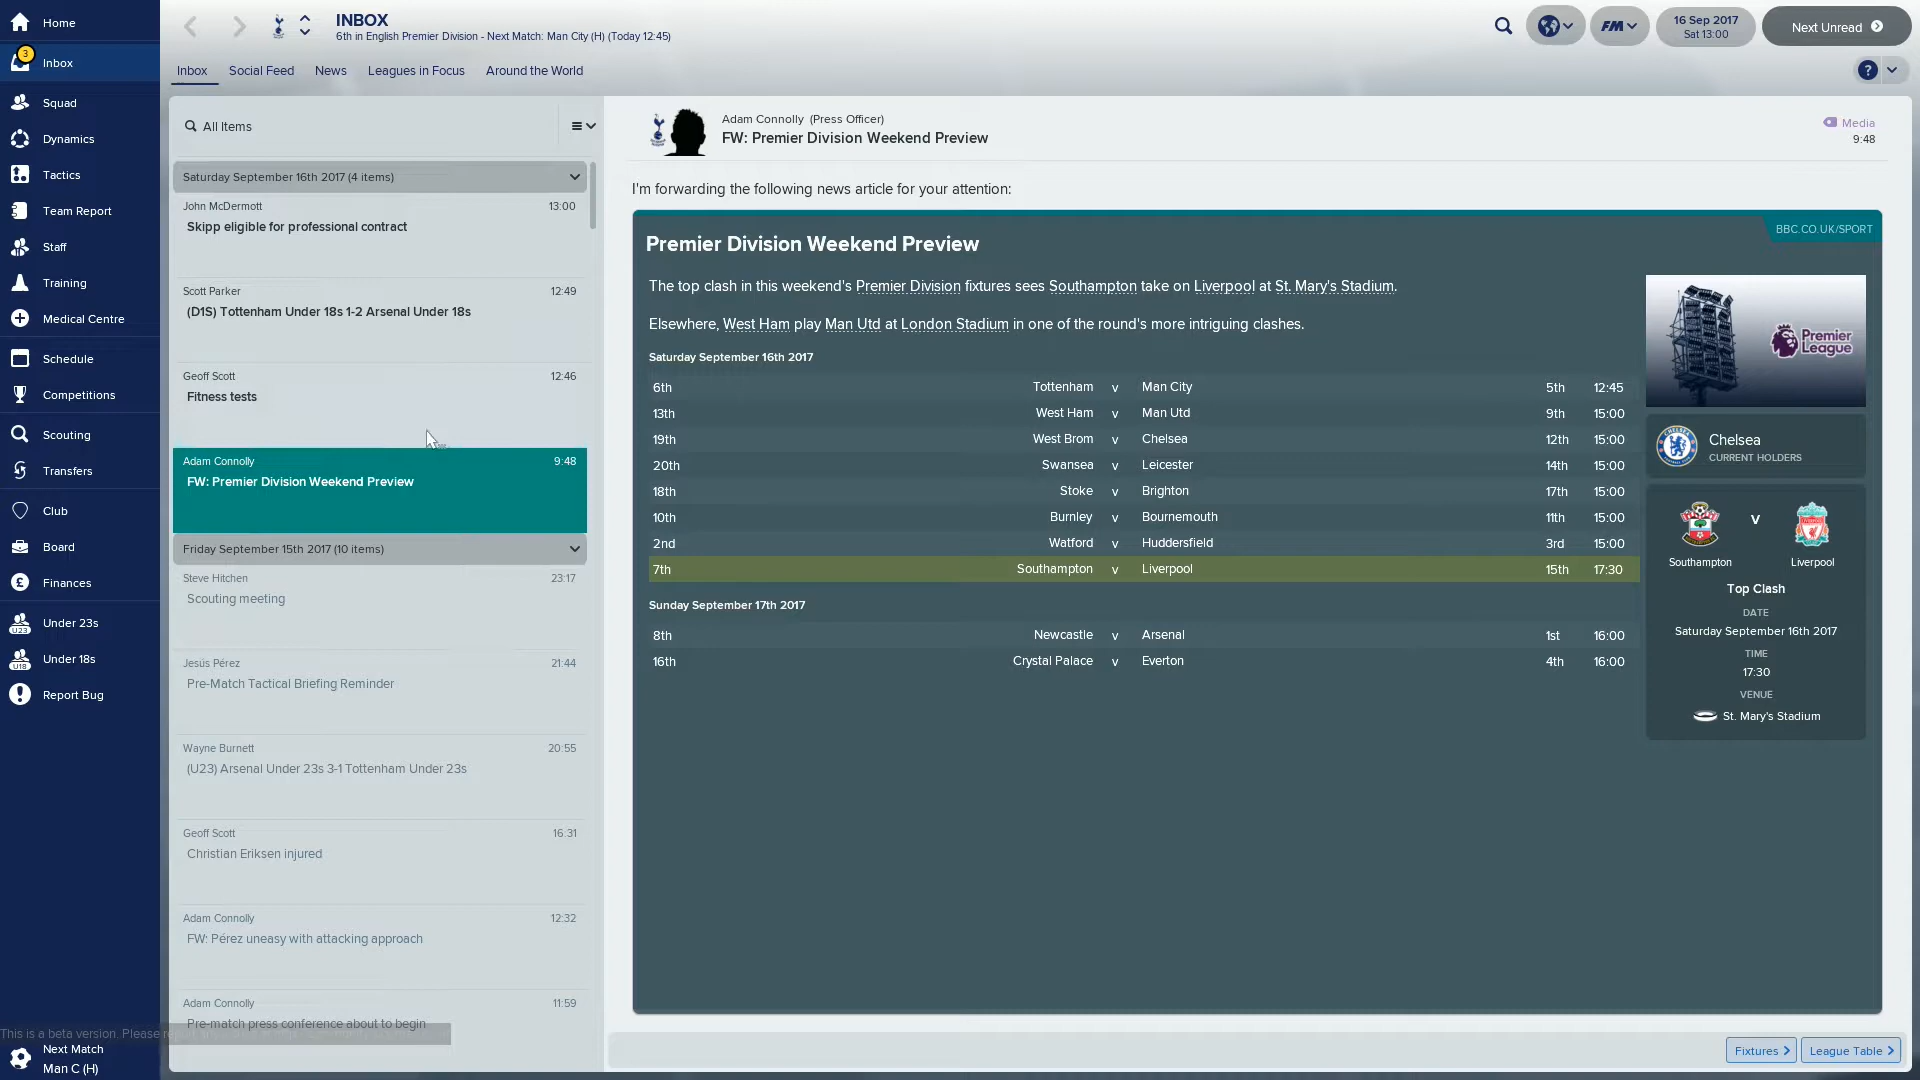 Home
3
Inbox
Squad
Dynamics
Tactics
Team Report
Staff
Training
Medical Centre
Schedule
Competitions
Scouting
Transfers
Club
Board
Finances
U23
Under 23s
U18
Under 18s
Report Bug
This is a beta version. Please
Next Match
Man C (H)
INBOX
6th in English Premier Division - Next Match: Man City (H) (Today 12:45)
FM
16 Sep 2017
Sat 13:00
Next Unread
Inbox
Social Feed
News
Leagues in Focus
Around the World
?
All Items
Saturday September 16th 2017 (4 items)
John McDermott 13:00
Skipp eligible for professional contract
Scott Parker 12:49
(D1S) Tottenham Under 18s 1-2 Arsenal Under 18s
Geoff Scott 12:46
Fitness tests
Adam Connolly 9:48
FW: Premier Division Weekend Preview
Friday September 15th 2017 (10 items)
Steve Hitchen 23:17
Scouting meeting
Jesús Pérez 21:44
Pre-Match Tactical Briefing Reminder
Wayne Burnett 20:55
(U23) Arsenal Under 23s 3-1 Tottenham Under 23s
Geoff Scott 16:31
Christian Eriksen injured
Adam Connolly 12:32
FW: Pérez uneasy with attacking approach
Adam Connolly 11:59
Pre-match press conference about to begin
Adam Connolly (Press Officer)
FW: Premier Division Weekend Preview
Media
9:48
I'm forwarding the following news article for your attention:
BBC.CO.UK/SPORT
Premier Division Weekend Preview
The top clash in this weekend's Premier Division fixtures sees Southampton take on Liverpool at St. Mary's Stadium.
Elsewhere, West Ham play Man Utd at London Stadium in one of the round's more intriguing clashes.
Saturday September 16th 2017
6th Tottenham v Man City 5th 12:45
13th West Ham v Man Utd 9th 15:00
19th West Brom v Chelsea 12th 15:00
20th Swansea v Leicester 14th 15:00
18th Stoke v Brighton 17th 15:00
10th Burnley v Bournemouth 11th 15:00
2nd Watford v Huddersfield 3rd 15:00
7th Southampton v Liverpool 15th 17:30
Sunday September 17th 2017
8th Newcastle v Arsenal 1st 16:00
16th Crystal Palace v Everton 4th 16:00
Premier
League
Chelsea
CURRENT HOLDERS
v
Southampton Liverpool
Top Clash
DATE
Saturday September 16th 2017
TIME
17:30
VENUE
St. Mary's Stadium
Fixtures
League Table